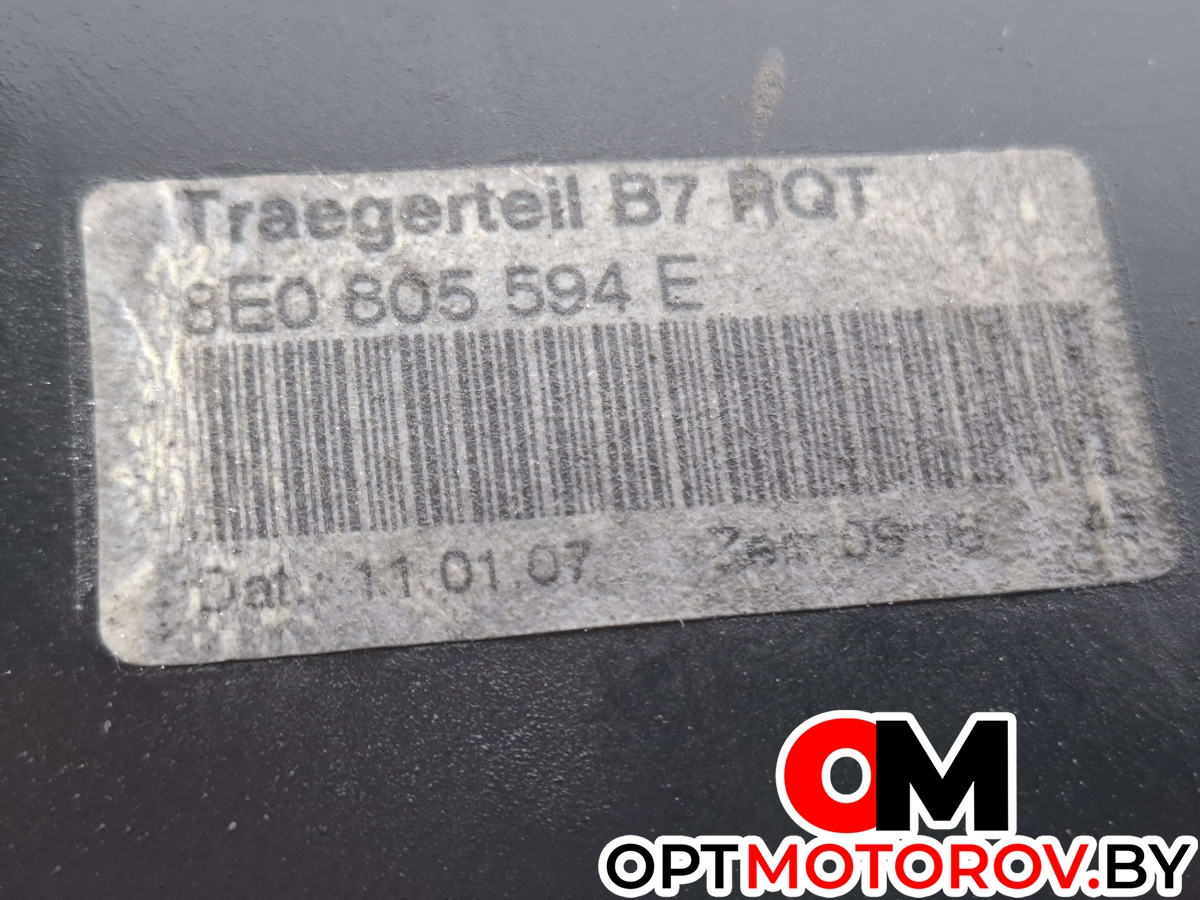 Traegerteil B7 RQT
8E0 805 594 E
Dat.: 11.01.07
OM
OPTMOTOROV.BY